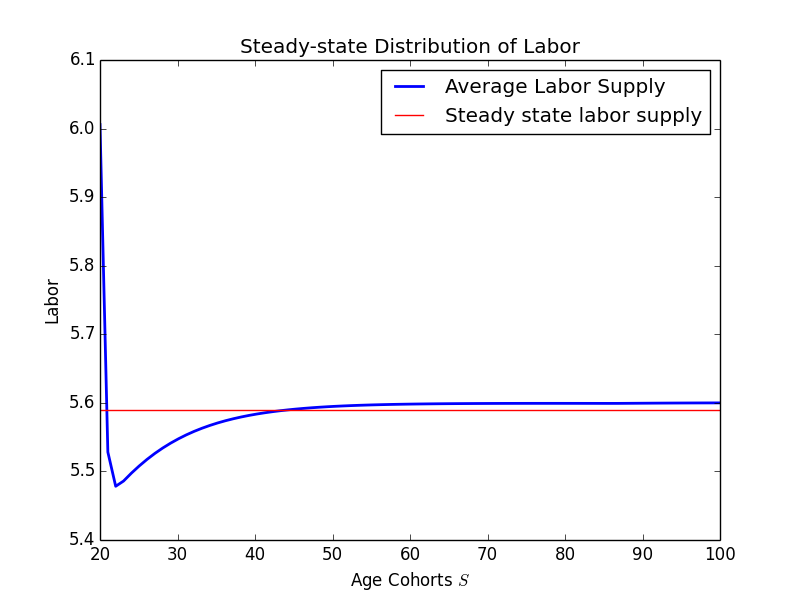 Steady-state Distribution of Labor
Average Labor Supply
Steady state labor supply
6.1
6.0
5.9
5.8
5.7
5.6
5.5
5.4
Labor
20 30 40 50 60 70 80 90 100
Age Cohorts S